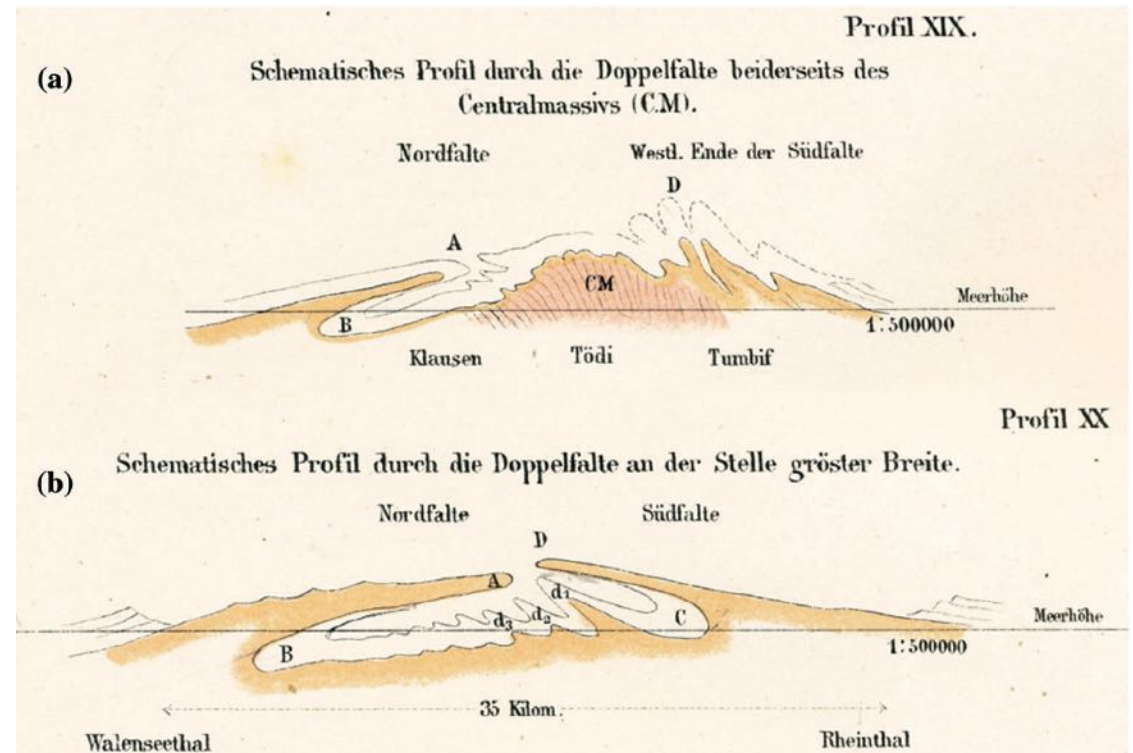 Profil XIX.
(a)
Schematisches Profil durch die Doppelfalte beiderseits des
Centralmassivs (C.M).
Nordfalte Westl. Ende der Südfalte
D
A
CM
Meerhöhe
B
1:500000
Klausen Tödi Tumbif
Profil XX
(b)
Schematisches Profil durch die Doppelfalte an der Stelle gröster Breite.
Nordfalte Südfalte
D
A
d1
d3 d2 C
Meerhöhe
B
1:500000
35 Kilom.
Walenseethal Rheinthal